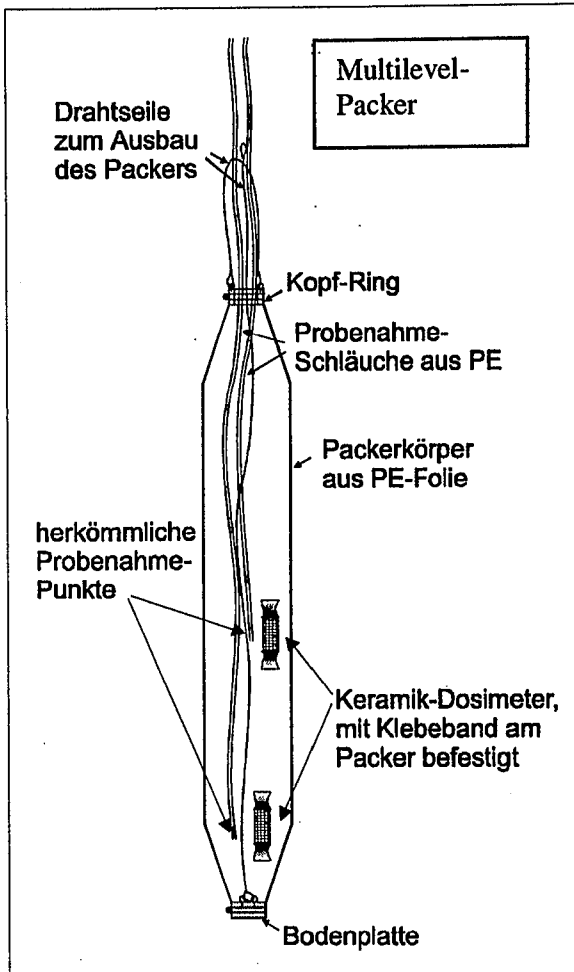 Multilevel-
Packer
Drahtseile
zum Ausbau
des Packers
Kopf-Ring
Probenahme-
Schläuche aus PE
Packerkörper
aus PE-Folie
herkömmliche
Probenahme-
Punkte
Keramik-Dosimeter,
mit Klebeband am
Packer befestigt
Bodenplatte